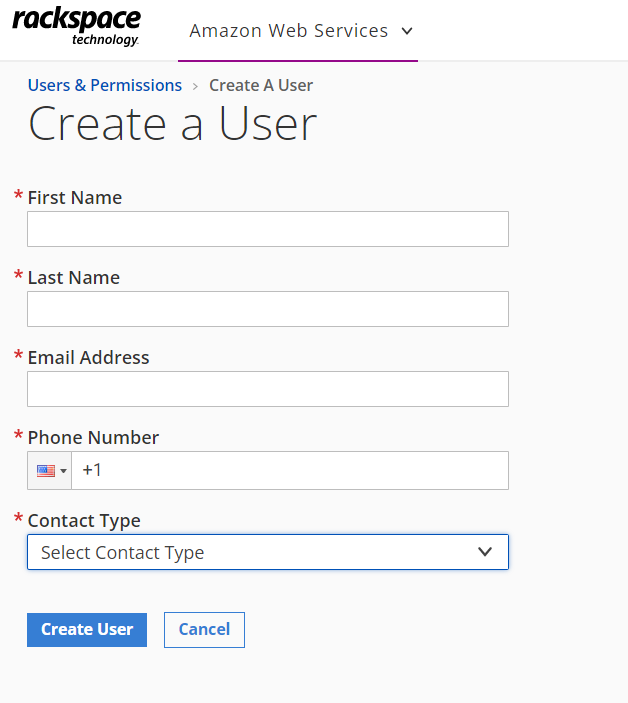 rackspace
technology.
Amazon Web Services
Users & Permissions › Create A User
Create a User
* First Name
* Last Name
* Email Address
* Phone Number
+1
* Contact Type
Select Contact Type
Create User Cancel